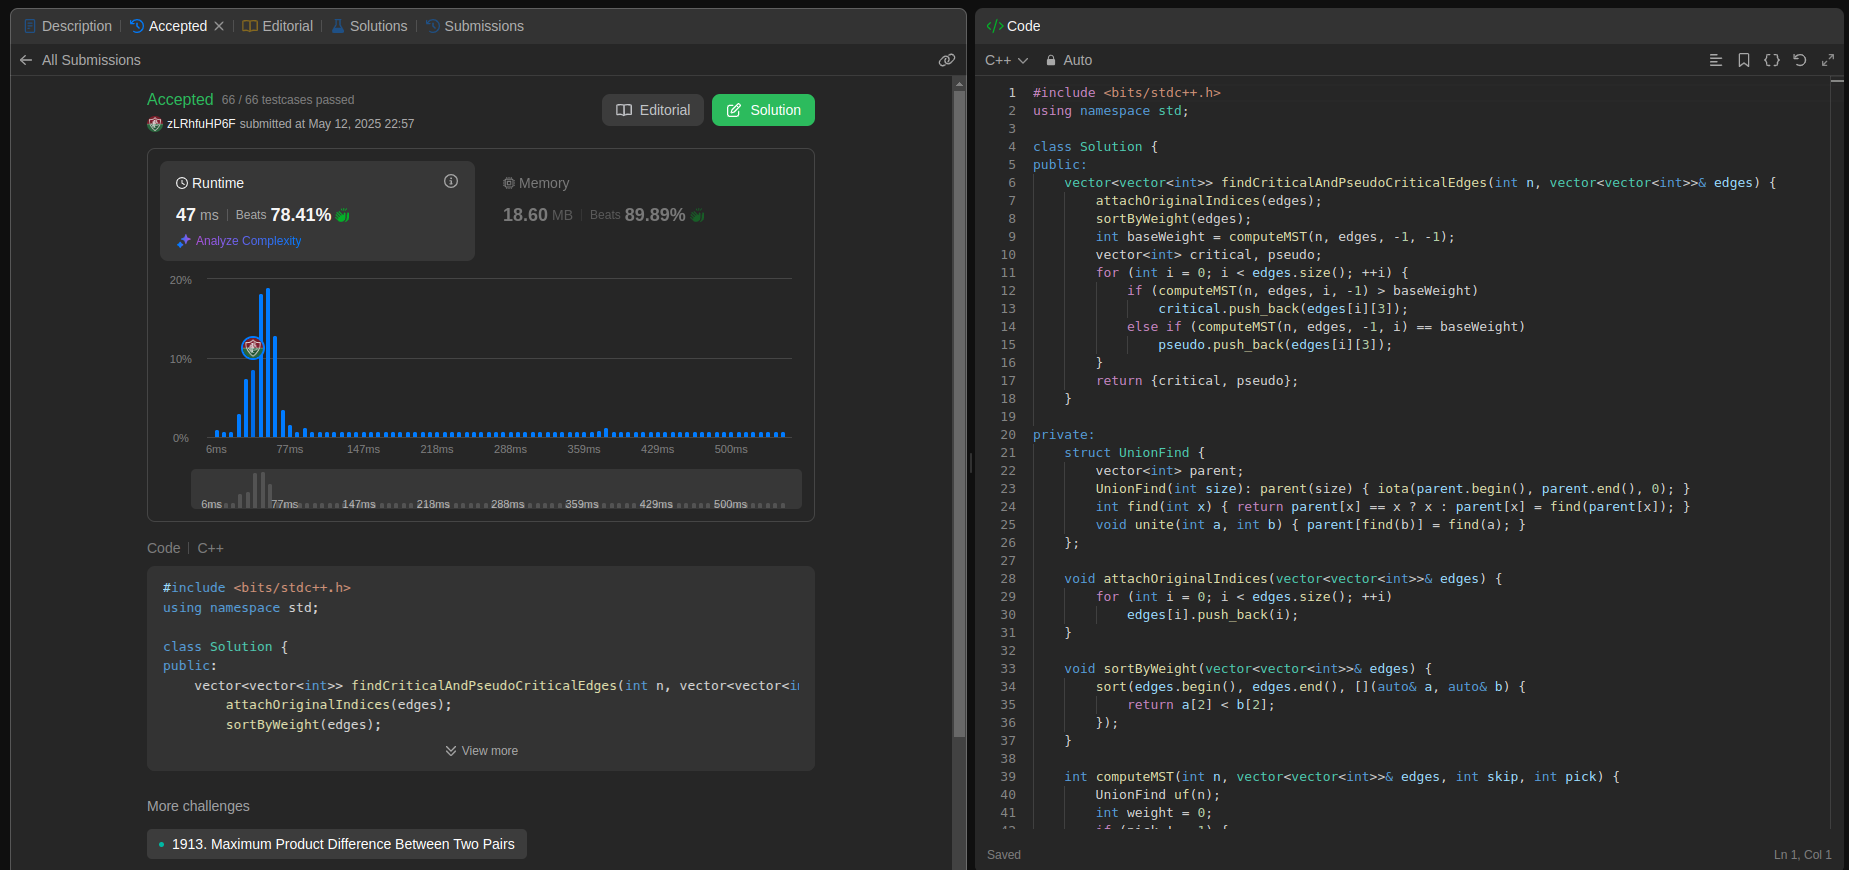 Description
Accepted
Editorial
Solutions
Submissions
All Submissions
Accepted 66 / 66 testcases passed
zLRhfuHP6F submitted at May 12, 2025 22:57
Editorial
Solution
Runtime
47 ms Beats 78.41%
Analyze Complexity
Memory
18.60 MB Beats 89.89%
20%
10%
0%
6ms 77ms 147ms 218ms 288ms 359ms 429ms 500ms
6ms 77ms 147ms 218ms 288ms 359ms 429ms 500ms
Code C++
#include <bits/stdc++.h>
using namespace std;
class Solution {
public:
vector<vector<int>> findCriticalAndPseudoCriticalEdges(int n, vector<vector<i
attachOriginalIndices(edges);
sortByWeight(edges);
View more
More challenges
1913. Maximum Product Difference Between Two Pairs
</> Code
C++ Auto
1 #include <bits/stdc++.h>
2 using namespace std;
3
4 class Solution {
5 public:
6 vector<vector<int>> findCriticalAndPseudoCriticalEdges(int n, vector<vector<int>>& edges) {
7 attachOriginalIndices(edges);
8 sortByWeight(edges);
9 int baseWeight = computeMST(n, edges, -1, -1);
10 vector<int> critical, pseudo;
11 for (int i = 0; i < edges.size(); ++i) {
12 if (computeMST(n, edges, i, -1) > baseWeight)
13 critical.push_back(edges[i][3]);
14 else if (computeMST(n, edges, -1, i) == baseWeight)
15 pseudo.push_back(edges[i][3]);
16 }
17 return {critical, pseudo};
18 }
19
20 private:
21 struct UnionFind {
22 vector<int> parent;
23 UnionFind(int size): parent(size) { iota(parent.begin(), parent.end(), 0); }
24 int find(int x) { return parent[x] == x ? x : parent[x] = find(parent[x]); }
25 void unite(int a, int b) { parent[find(b)] = find(a); }
26 };
27
28 void attachOriginalIndices(vector<vector<int>>& edges) {
29 for (int i = 0; i < edges.size(); ++i)
30 edges[i].push_back(i);
31 }
32
33 void sortByWeight(vector<vector<int>>& edges) {
34 sort(edges.begin(), edges.end(), [](auto& a, auto& b) {
35 return a[2] < b[2];
36 });
37 }
38
39 int computeMST(int n, vector<vector<int>>& edges, int skip, int pick) {
40 UnionFind uf(n);
41 int weight = 0;
Saved
Ln 1, Col 1